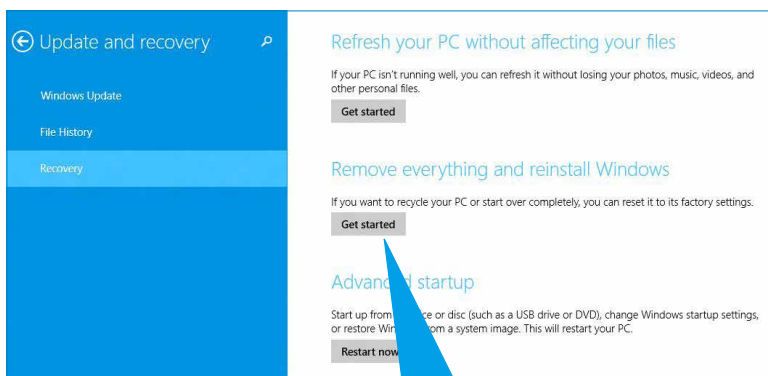 Update and recovery
Windows Update
File History
Recovery
Refresh your PC without affecting your files
If your PC isn't running well, you can refresh it without losing your photos, music, videos, and
other personal files.
Get started
Remove everything and reinstall Windows
If you want to recycle your PC or start over completely, you can reset it to its factory settings.
Get started
startup
Start up from or disc (such as a USB drive or DVD), change Windows startup settings,
or restore from a system image. This will restart your PC.
Restart now